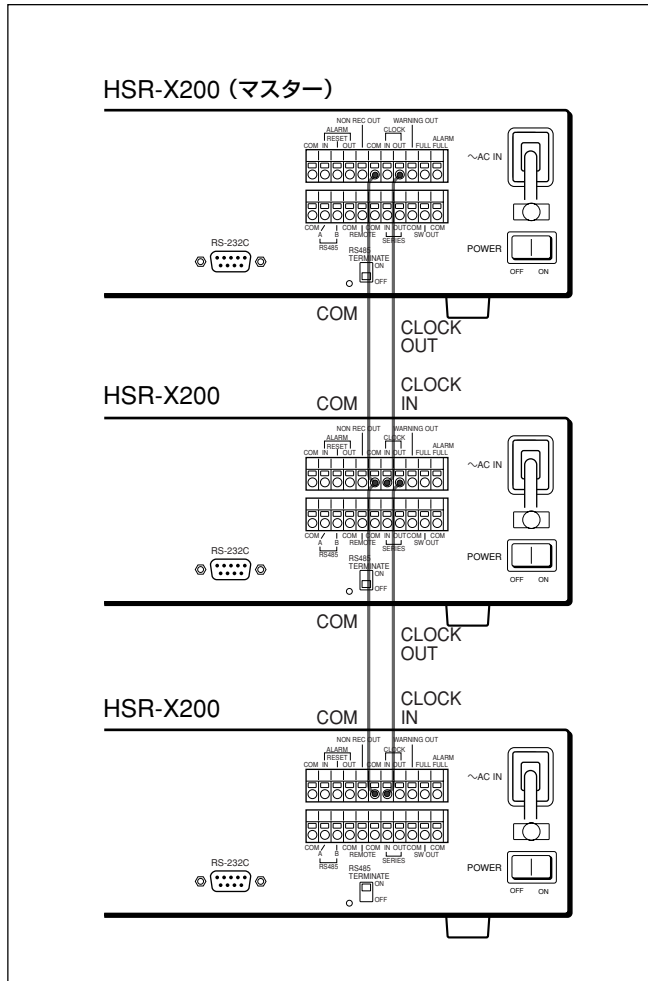 HSR-X200（マスター）
NON REC OUT WARNING OUT
ALARM CLOCK ALARM
RESET
COM IN OUT COM IN OUT FULL FULL
～AC IN
COM A B COM REMOTE COM IN OUT COM SW OUT
RS485 SERIES
RS-232C
RS485
TERMINATE
ON
OFF
POWER
OFF ON
COM
CLOCK
OUT
HSR-X200
COM
CLOCK
IN
NON REC OUT WARNING OUT
ALARM CLOCK ALARM
RESET
COM IN OUT COM IN OUT FULL FULL
～AC IN
COM A B COM REMOTE COM IN OUT COM SW OUT
RS485 SERIES
RS-232C
RS485
TERMINATE
ON
OFF
POWER
OFF ON
COM
CLOCK
OUT
HSR-X200
COM
CLOCK
IN
NON REC OUT WARNING OUT
ALARM CLOCK ALARM
RESET
COM IN OUT COM IN OUT FULL FULL
～AC IN
COM A B COM REMOTE COM IN OUT COM SW OUT
RS485 SERIES
RS-232C
RS485
TERMINATE
ON
OFF
POWER
OFF ON